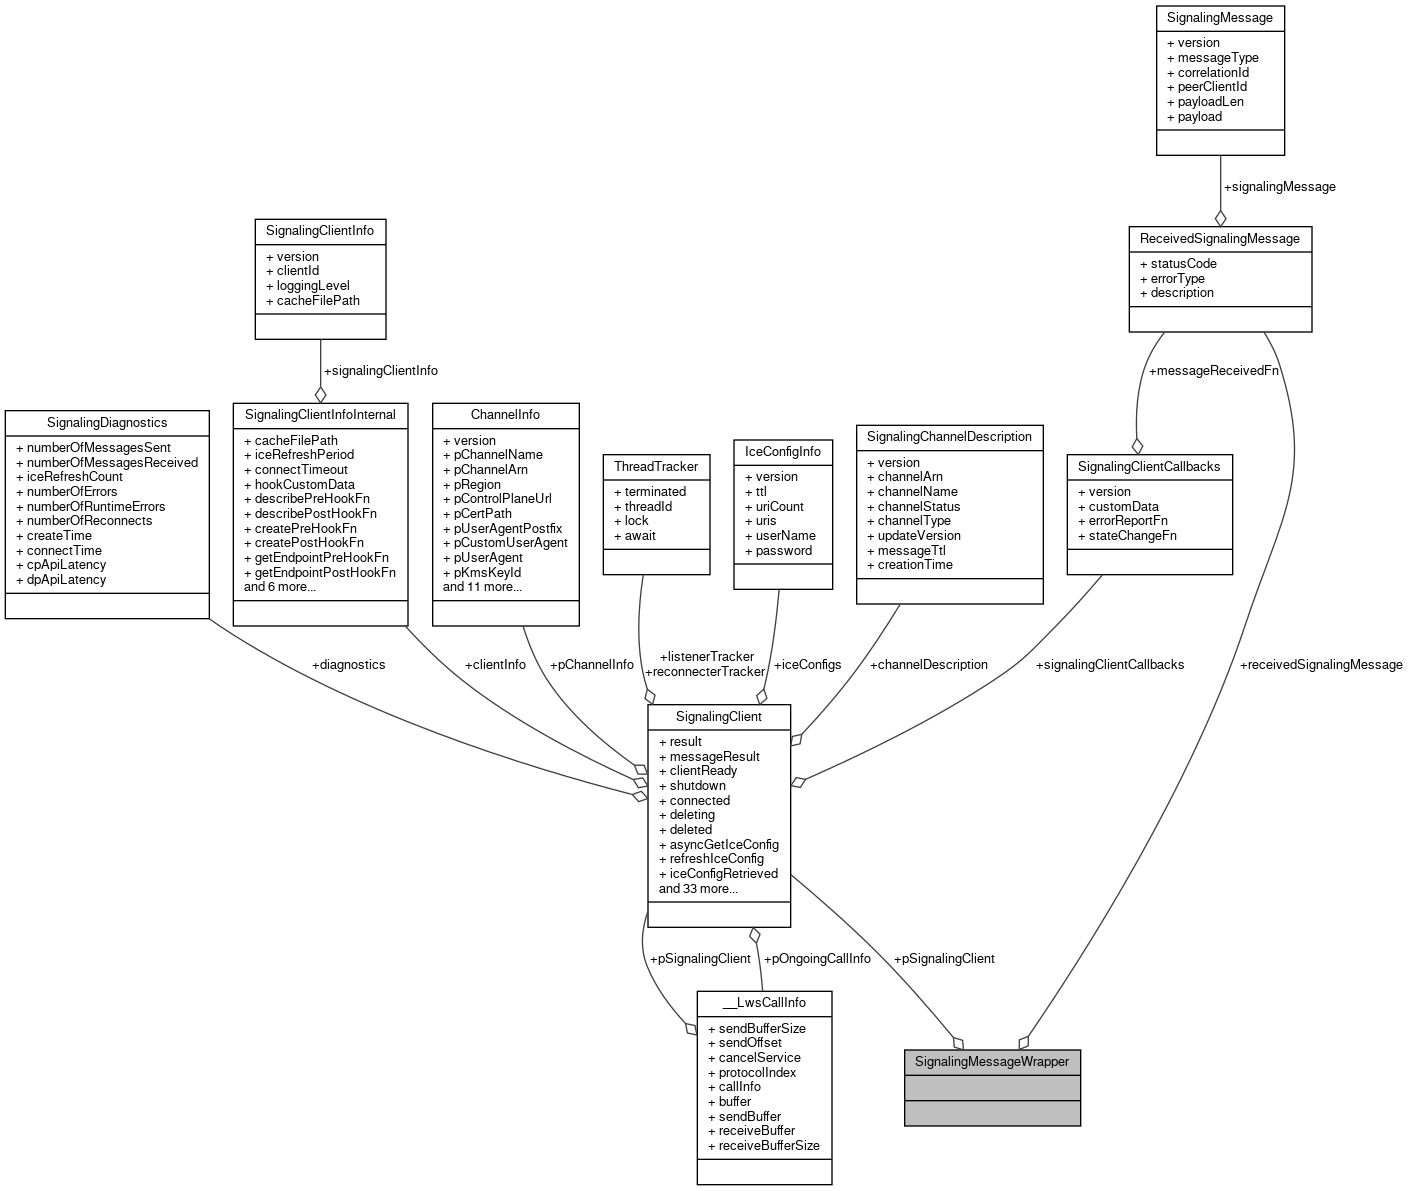 SignalingMessage
+ version
+ messageType
+ correlationId
+ peerClientId
+ payloadLen
+ payload
+signalingMessage
ReceivedSignalingMessage
+ statusCode
+ errorType
+ description
SignalingClientInfo
+ version
+ clientId
+ loggingLevel
+ cacheFilePath
+signalingClientInfo
+messageReceivedFn
SignalingDiagnostics
+ numberOfMessagesSent
+ numberOfMessagesReceived
+ iceRefreshCount
+ numberOfErrors
+ numberOfRuntimeErrors
+ numberOfReconnects
+ createTime
+ connectTime
+ cpApiLatency
+ dpApiLatency
SignalingClientInfoInternal
+ cacheFilePath
+ iceRefreshPeriod
+ connectTimeout
+ hookCustomData
+ describePreHookFn
+ describePostHookFn
+ createPreHookFn
+ createPostHookFn
+ getEndpointPreHookFn
+ getEndpointPostHookFn
and 6 more...
ChannelInfo
+ version
+ pChannelName
+ pChannelArn
+ pRegion
+ pControlPlaneUrl
+ pCertPath
+ pUserAgentPostfix
+ pCustomUserAgent
+ pUserAgent
+ pKmsKeyId
and 11 more...
ThreadTracker
+ terminated
+ threadId
+ lock
+ await
IceConfigInfo
+ version
+ ttl
+ uriCount
+ uris
+ userName
+ password
SignalingChannelDescription
+ version
+ channelArn
+ channelName
+ channelStatus
+ channelType
+ updateVersion
+ messageTtl
+ creationTime
SignalingClientCallbacks
+ version
+ customData
+ errorReportFn
+ stateChangeFn
+diagnostics
+clientInfo
+pChannelInfo
+listenerTracker
+reconnecterTracker
+iceConfigs
+channelDescription
+signalingClientCallbacks
+receivedSignalingMessage
SignalingClient
+ result
+ messageResult
+ clientReady
+ shutdown
+ connected
+ deleting
+ deleted
+ asyncGetIceConfig
+ refreshIceConfig
+ iceConfigRetrieved
and 33 more...
+pSignalingClient
+pOngoingCallInfo
+pSignalingClient
__LwsCallInfo
+ sendBufferSize
+ sendOffset
+ cancelService
+ protocolIndex
+ callInfo
+ buffer
+ sendBuffer
+ receiveBuffer
+ receiveBufferSize
SignalingMessageWrapper